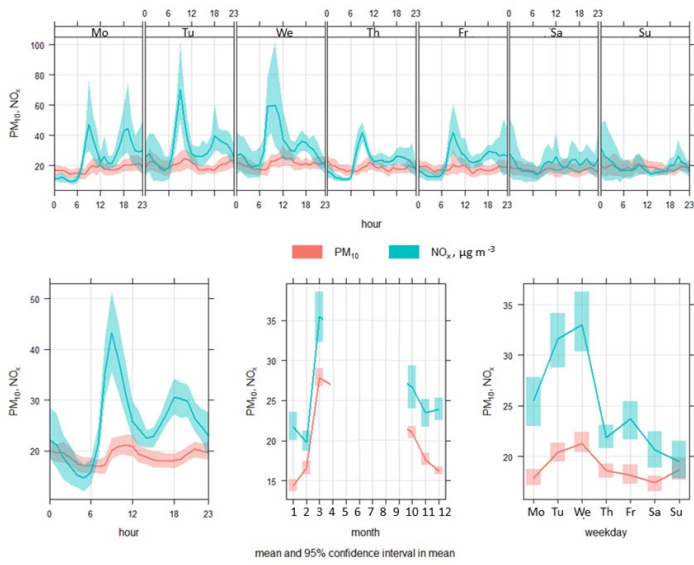 0 6 12 18 23 0 6 12 18 23 0 6 12 18 23
Mo Tu We Th Fr Sa Su
PM10, NOx
100
80
60
40
20
0 6 12 18 23 0 6 12 18 23 0 6 12 18 23 0 6 12 18 23
hour
PM10 NOx, µg m-3
PM10, NOx
50
40
30
20
0 6 12 18 23
hour
PM10, NOx
35
30
25
20
15
1 2 3 4 5 6 7 8 9 10 11 12
month
PM10, NOx
35
30
25
20
Mo Tu We Th Fr Sa Su
weekday
mean and 95% confidence interval in mean